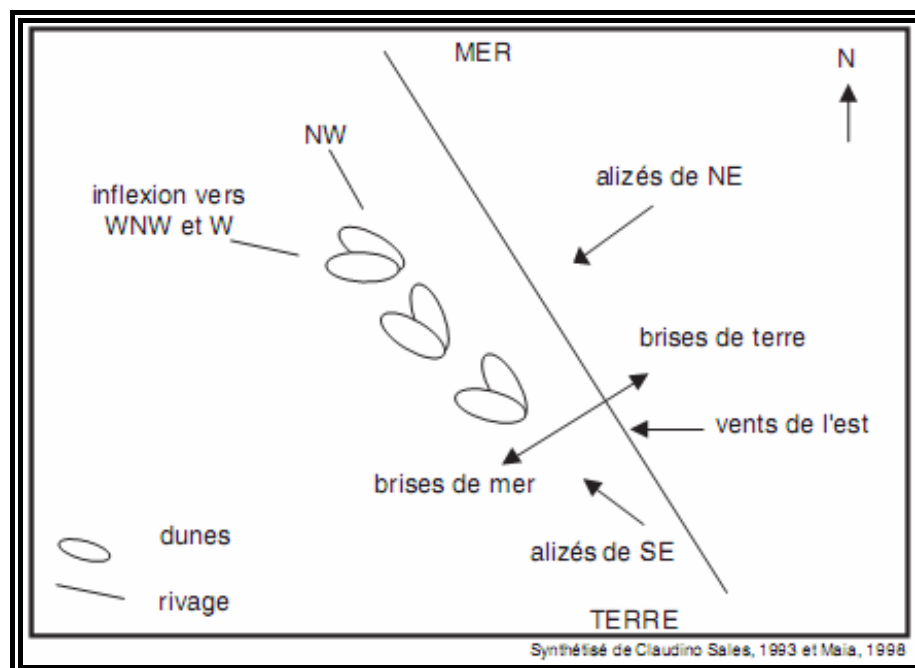 MER
N
NW
alizés de NE
inflexion vers
WNW et W
brises de terre
vents de l'est
brises de mer
alizés de SE
dunes
rivage
TERRE
Synthétisé de Claudino Sales, 1993 et Maia, 1998